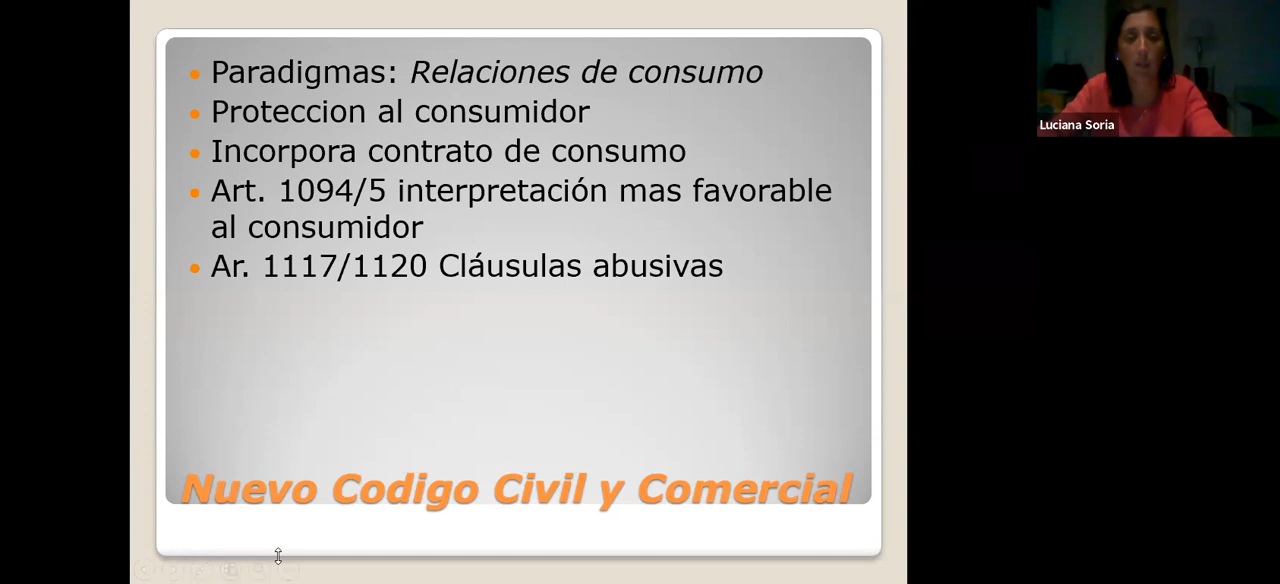 Paradigmas: Relaciones de consumo
Proteccion al consumidor
Incorpora contrato de consumo
Art. 1094/5 interpretación mas favorable
al consumidor
Ar. 1117/1120 Cláusulas abusivas
Nuevo Codigo Civil y Comercial
Luciana Soria